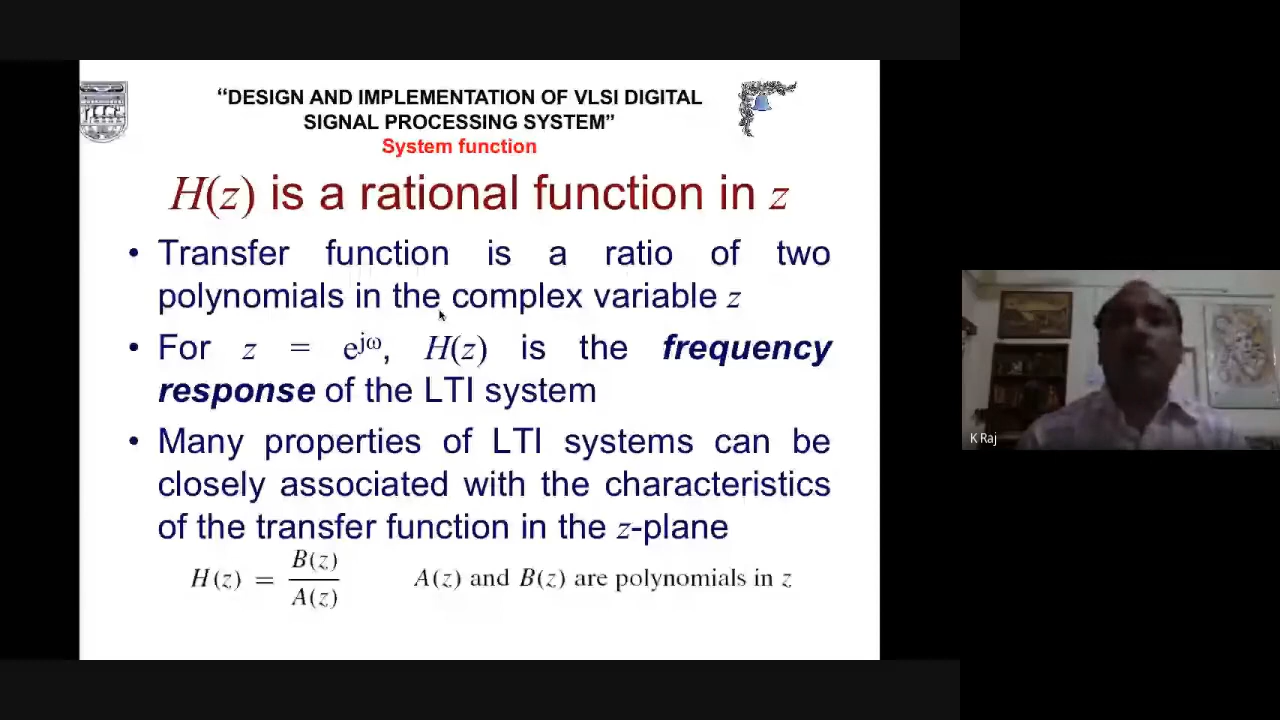 “DESIGN AND IMPLEMENTATION OF VLSI DIGITAL
SIGNAL PROCESSING SYSTEM”
System function
H(z) is a rational function in z
• Transfer function is a ratio of two
polynomials in the complex variable z
• For z = e^jω, H(z) is the frequency
response of the LTI system
• Many properties of LTI systems can be
closely associated with the characteristics
of the transfer function in the z-plane
H(z) = B(z)/A(z) A(z) and B(z) are polynomials in z
K Raj